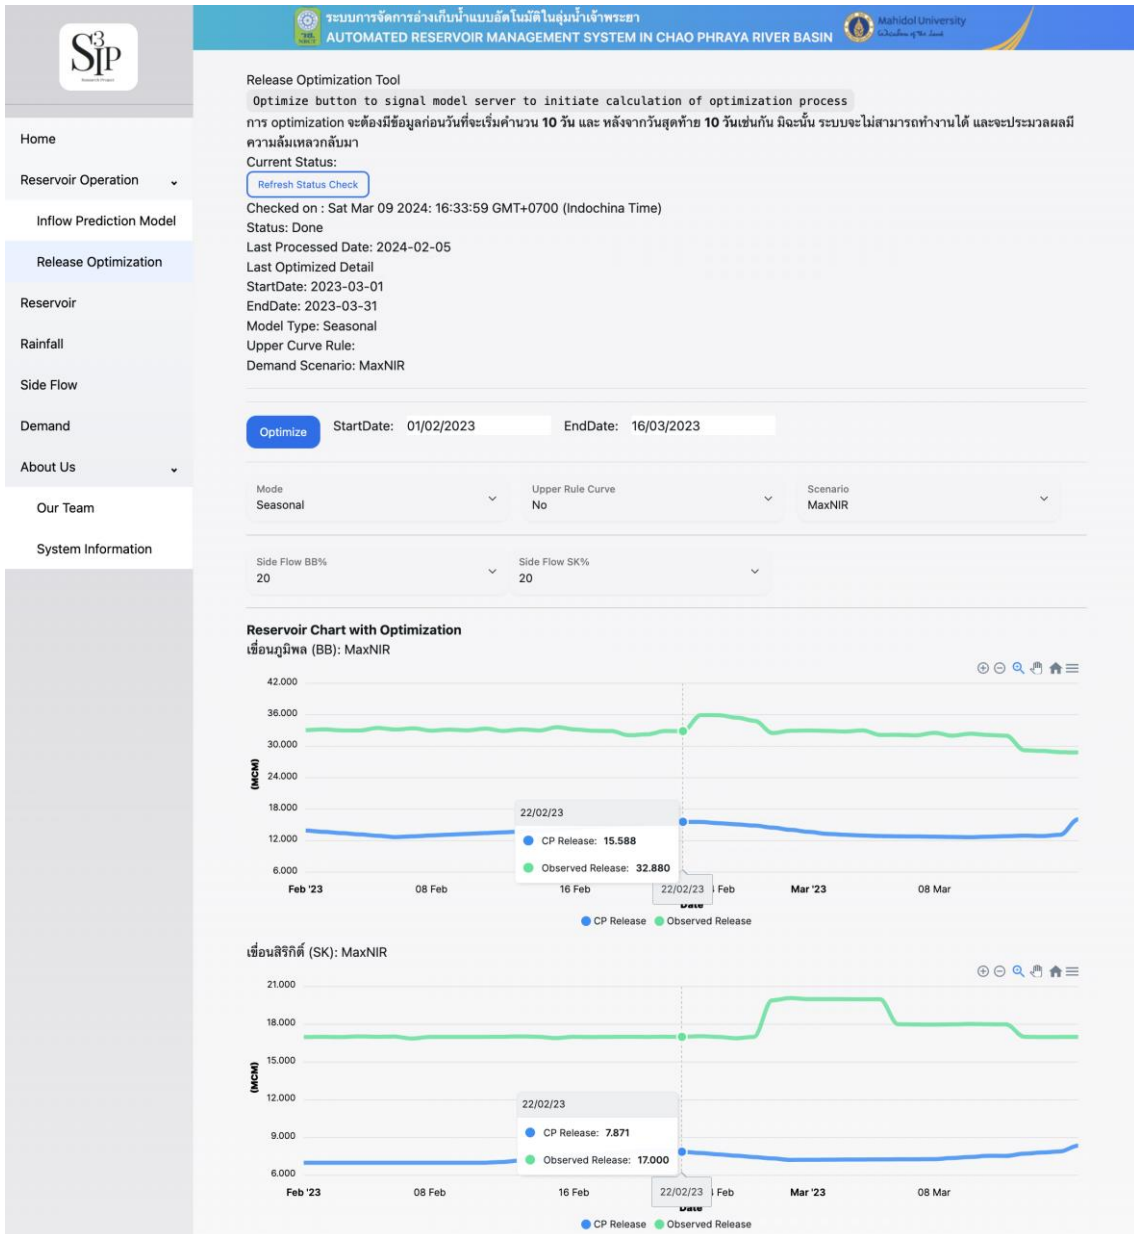 S³IP
Research Project
ระบบการจัดการอ่างเก็บน้ำแบบอัตโนมัติในลุ่มน้ำเจ้าพระยา
AUTOMATED RESERVOIR MANAGEMENT SYSTEM IN CHAO PHRAYA RIVER BASIN
วช.
NRCT
Mahidol University
Wisdom of the Land
Home
Reservoir Operation
Inflow Prediction Model
Release Optimization
Reservoir
Rainfall
Side Flow
Demand
About Us
Our Team
System Information
Release Optimization Tool
Optimize button to signal model server to initiate calculation of optimization process
การ optimization จะต้องมีข้อมูลก่อนวันที่จะเริ่มคำนวน 10 วัน และ หลังจากวันสุดท้าย 10 วันเช่นกัน มิฉะนั้น ระบบจะไม่สามารถทำงานได้ และจะประมวลผลมี
ความล้มเหลวกลับมา
Current Status:
Refresh Status Check
Checked on : Sat Mar 09 2024: 16:33:59 GMT+0700 (Indochina Time)
Status: Done
Last Processed Date: 2024-02-05
Last Optimized Detail
StartDate: 2023-03-01
EndDate: 2023-03-31
Model Type: Seasonal
Upper Curve Rule:
Demand Scenario: MaxNIR
Optimize StartDate: 01/02/2023 EndDate: 16/03/2023
Mode Upper Rule Curve Scenario
Seasonal No MaxNIR
Side Flow BB% Side Flow SK%
20 20
Reservoir Chart with Optimization
เขื่อนภูมิพล (BB): MaxNIR
42.000
36.000
30.000
24.000
18.000
12.000
6.000
(MCM)
22/02/23
CP Release: 15.588
Observed Release: 32.880
Feb '23 08 Feb 16 Feb 22/02/23 Feb Mar '23 08 Mar
Date
CP Release Observed Release
เขื่อนสิริกิติ์ (SK): MaxNIR
21.000
18.000
15.000
12.000
9.000
6.000
(MCM)
22/02/23
CP Release: 7.871
Observed Release: 17.000
Feb '23 08 Feb 16 Feb 22/02/23 Feb Mar '23 08 Mar
Date
CP Release Observed Release